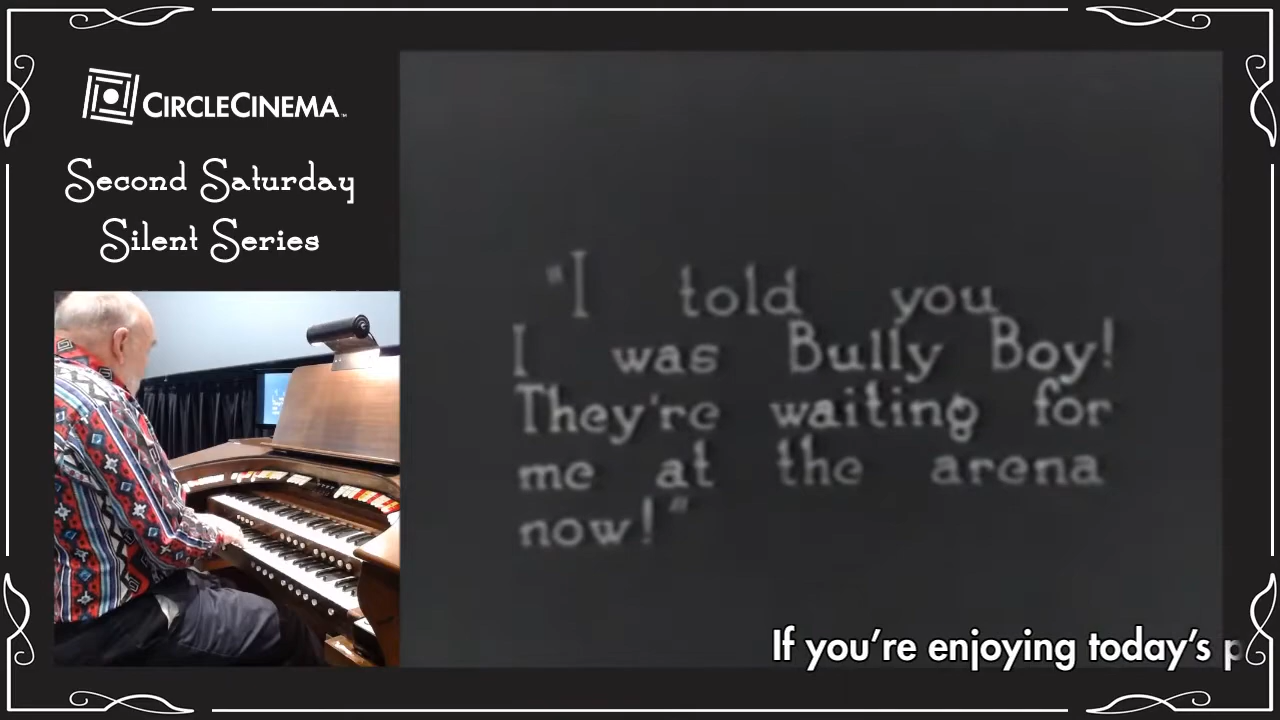 CIRCLECINEMA
Second Saturday
Silent Series
"I told you
I was Bully Boy!
They're waiting for
me at the arena
now!"
If you're enjoying today's